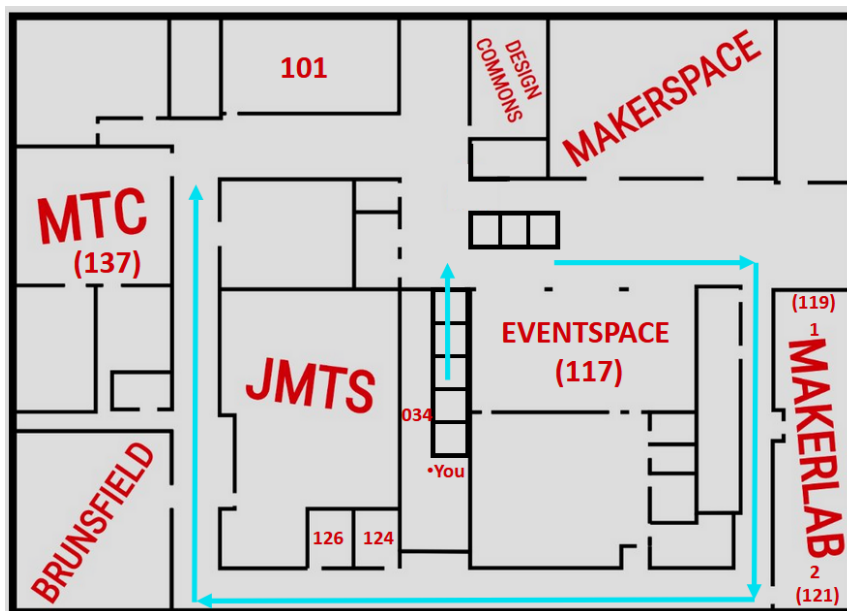 101
DESIGN
COMMONS
MAKERSPACE
MTC
(137)
EVENTSPACE
(117)
(119)
1
MAKERLAB
2
(121)
JMTS
034
•You
BRUNSFIELD
126
124